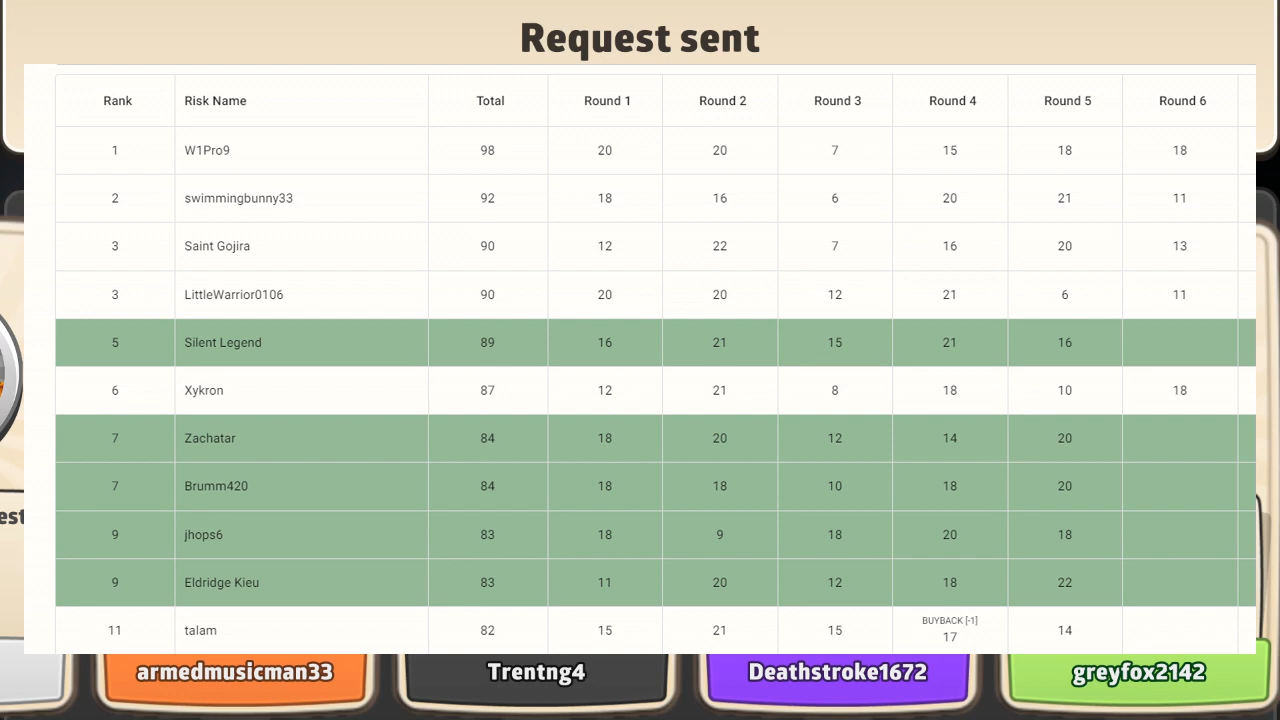 Request sent
Rank Risk Name Total Round 1 Round 2 Round 3 Round 4 Round 5 Round 6
1 W1Pro9 98 20 20 7 15 18 18
2 swimmingbunny33 92 18 16 6 20 21 11
3 Saint Gojira 90 12 22 7 16 20 13
3 LittleWarrior0106 90 20 20 12 21 6 11
5 Silent Legend 89 16 21 15 21 16
6 Xykron 87 12 21 8 18 10 18
7 Zachatar 84 18 20 12 14 20
7 Brumm420 84 18 18 10 18 20
est
9 jhops6 83 18 9 18 20 18
9 Eldridge Kieu 83 11 20 12 18 22
BUYBACK [-1]
11 talam 82 15 21 15 17 14
armedmusicman33 Trentng4 Deathstroke1672 greyfox2142